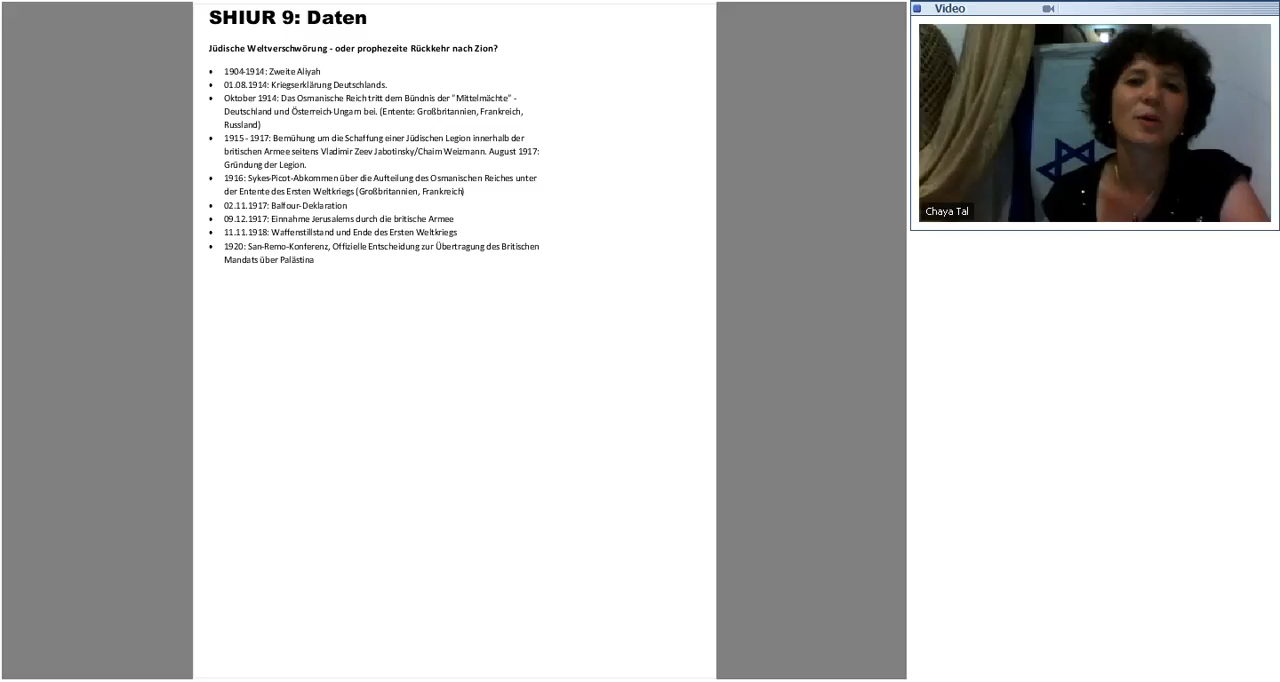 SHIUR 9: Daten
Jüdische Weltverschwörung - oder prophezeite Rückkehr nach Zion?
• 1904-1914: Zweite Aliyah
• 01.08.1914: Kriegserklärung Deutschlands.
• Oktober 1914: Das Osmanische Reich tritt dem Bündnis der "Mittelmächte" -
Deutschland und Österreich-Ungarn bei. (Entente: Großbritannien, Frankreich,
Russland)
• 1915 - 1917: Bemühung um die Schaffung einer Jüdischen Legion innerhalb der
britischen Armee seitens Vladimir Zeev Jabotinsky/Chaim Weizmann. August 1917:
Gründung der Legion.
• 1916: Sykes-Picot-Abkommen über die Aufteilung des Osmanischen Reiches unter
der Entente des Ersten Weltkriegs (Großbritannien, Frankreich)
• 02.11.1917: Balfour-Deklaration
• 09.12.1917: Einnahme Jerusalems durch die britische Armee
• 11.11.1918: Waffenstillstand und Ende des Ersten Weltkriegs
• 1920: San-Remo-Konferenz, Offizielle Entscheidung zur Übertragung des Britischen
Mandats über Palästina
Video
Chaya Tal